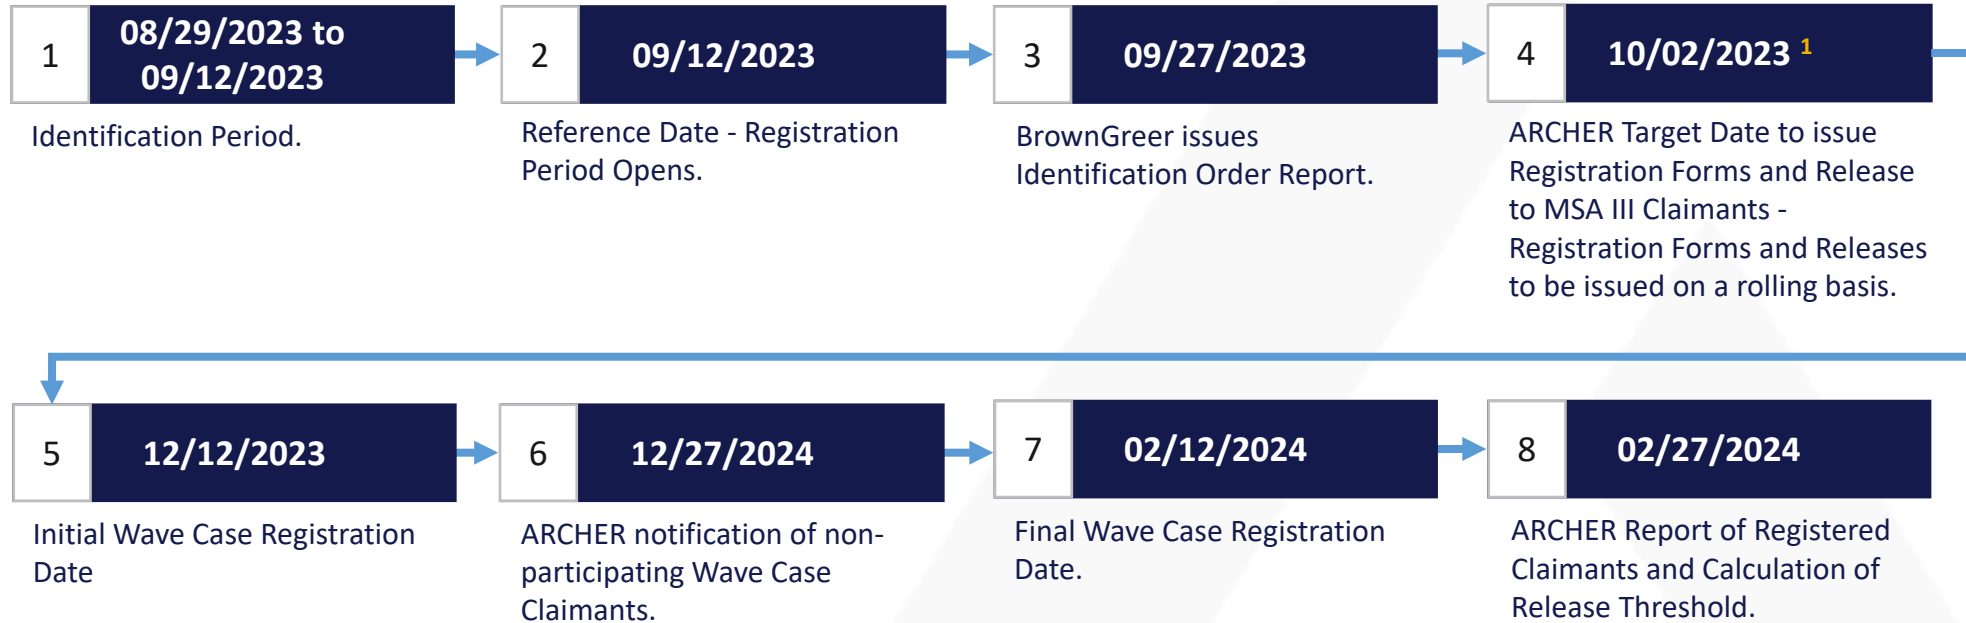 1
08/29/2023 to
09/12/2023
Identification Period.
2
09/12/2023
Reference Date - Registration
Period Opens.
3
09/27/2023
BrownGreer issues
Identification Order Report.
4
10/02/2023 1
ARCHER Target Date to issue
Registration Forms and Release
to MSA III Claimants -
Registration Forms and Releases
to be issued on a rolling basis.
5
12/12/2023
Initial Wave Case Registration
Date
6
12/27/2024
ARCHER notification of non-
participating Wave Case
Claimants.
7
02/12/2024
Final Wave Case Registration
Date.
8
02/27/2024
ARCHER Report of Registered
Claimants and Calculation of
Release Threshold.